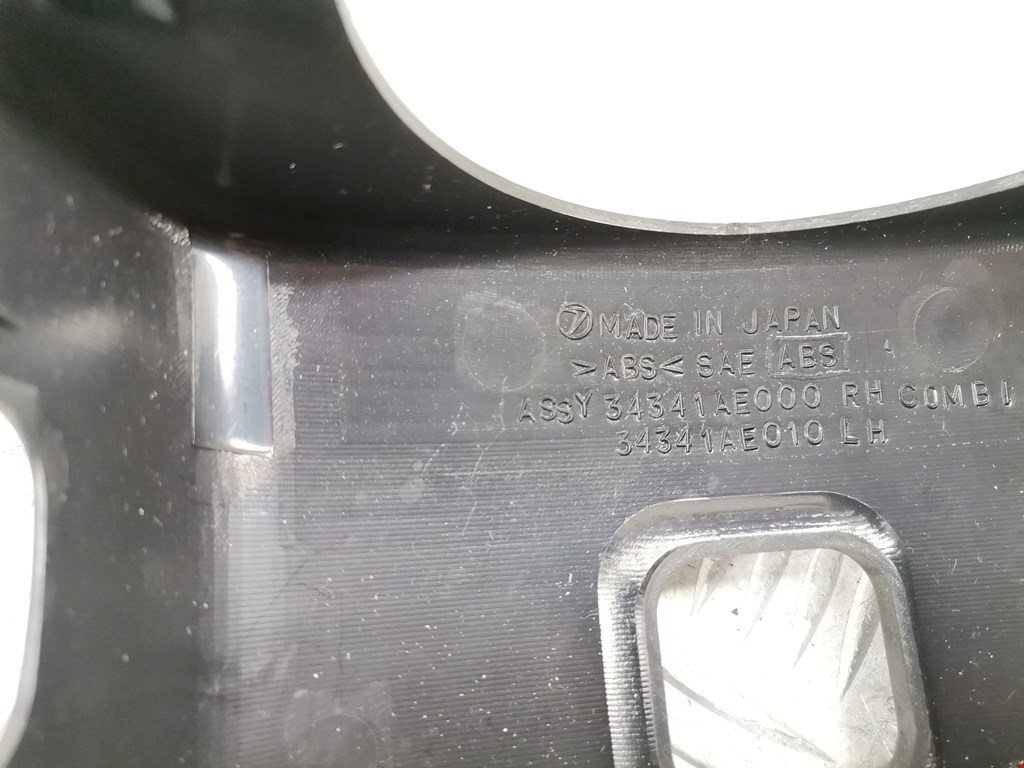 MADE IN JAPAN
>ABS< SAE ABS
ASSY 34341AE000 RH COMBI
34341AE010 LH